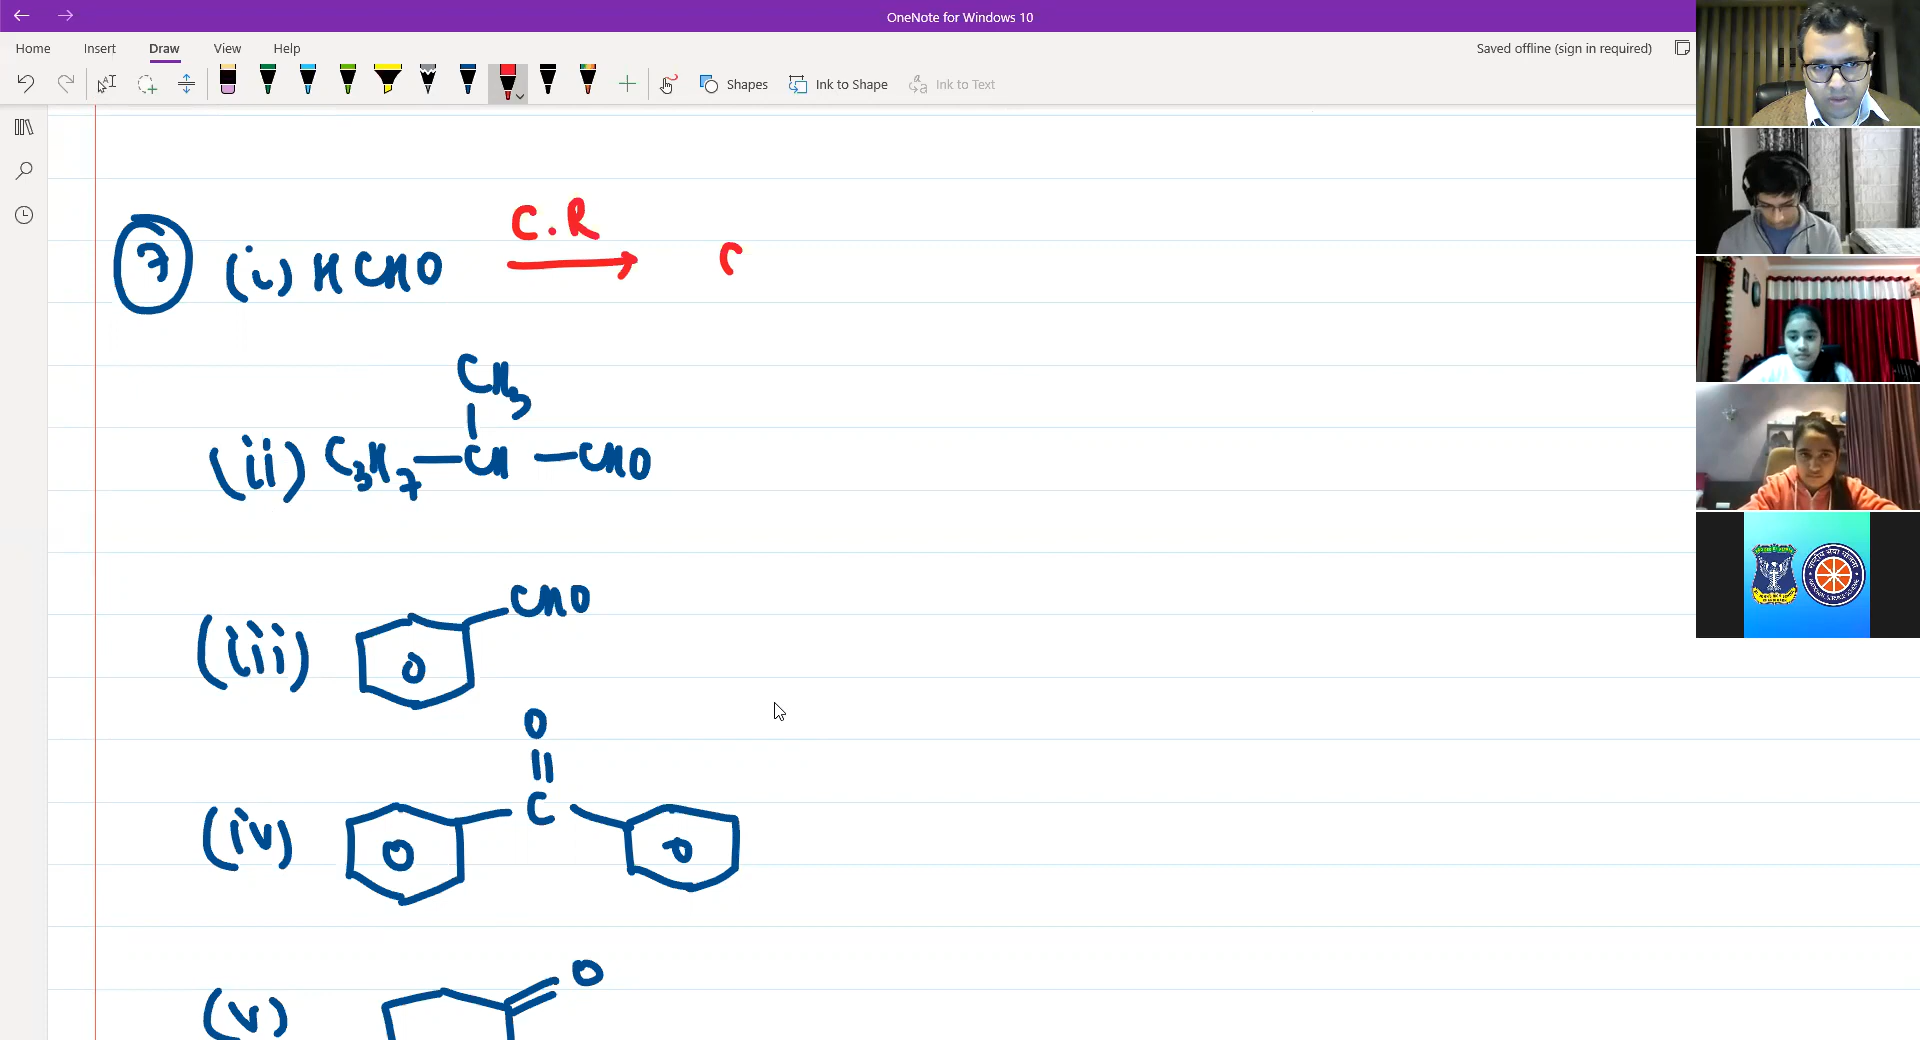 OneNote for Windows 10
Home Insert Draw View Help
Saved offline (sign in required)
Shapes Ink to Shape Ink to Text
7 (i) HCHO C.R → C
CH3
(ii) C3H7—CH—CHO
(iii) CHO
O
(iv) C
(v) O